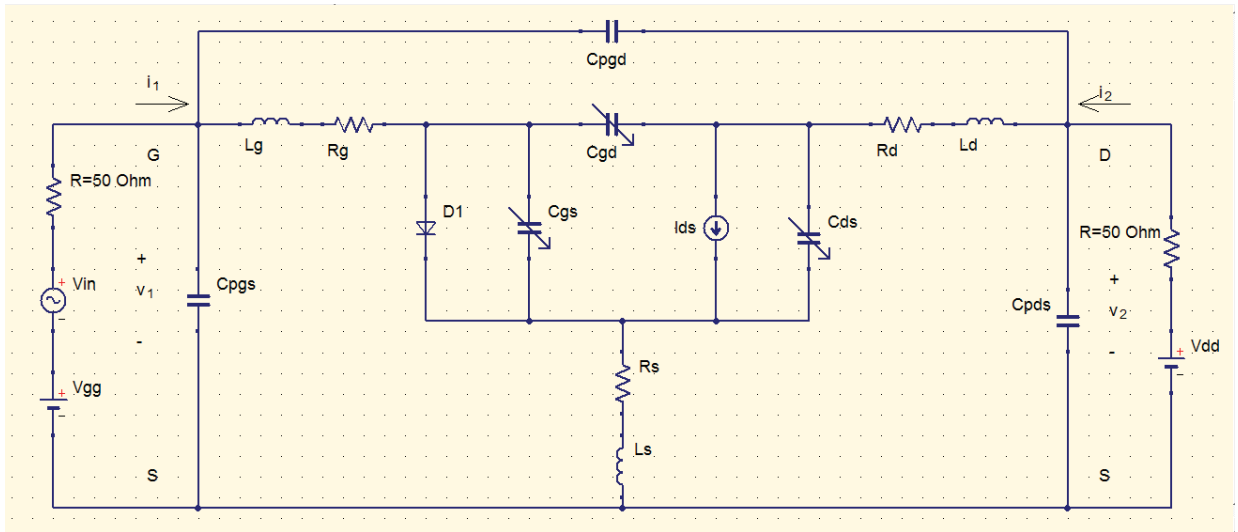 Cpgd
i1
i2
Lg
Rg
Cgd
Rd
Ld
G
D
R=50 Ohm
D1
Cgs
Ids
Cds
R=50 Ohm
+
Vin
+
v1
-
Cpgs
+
-
Cpds
+
v2
-
+
Vdd
-
Rs
Vgg
+
-
Ls
S
S